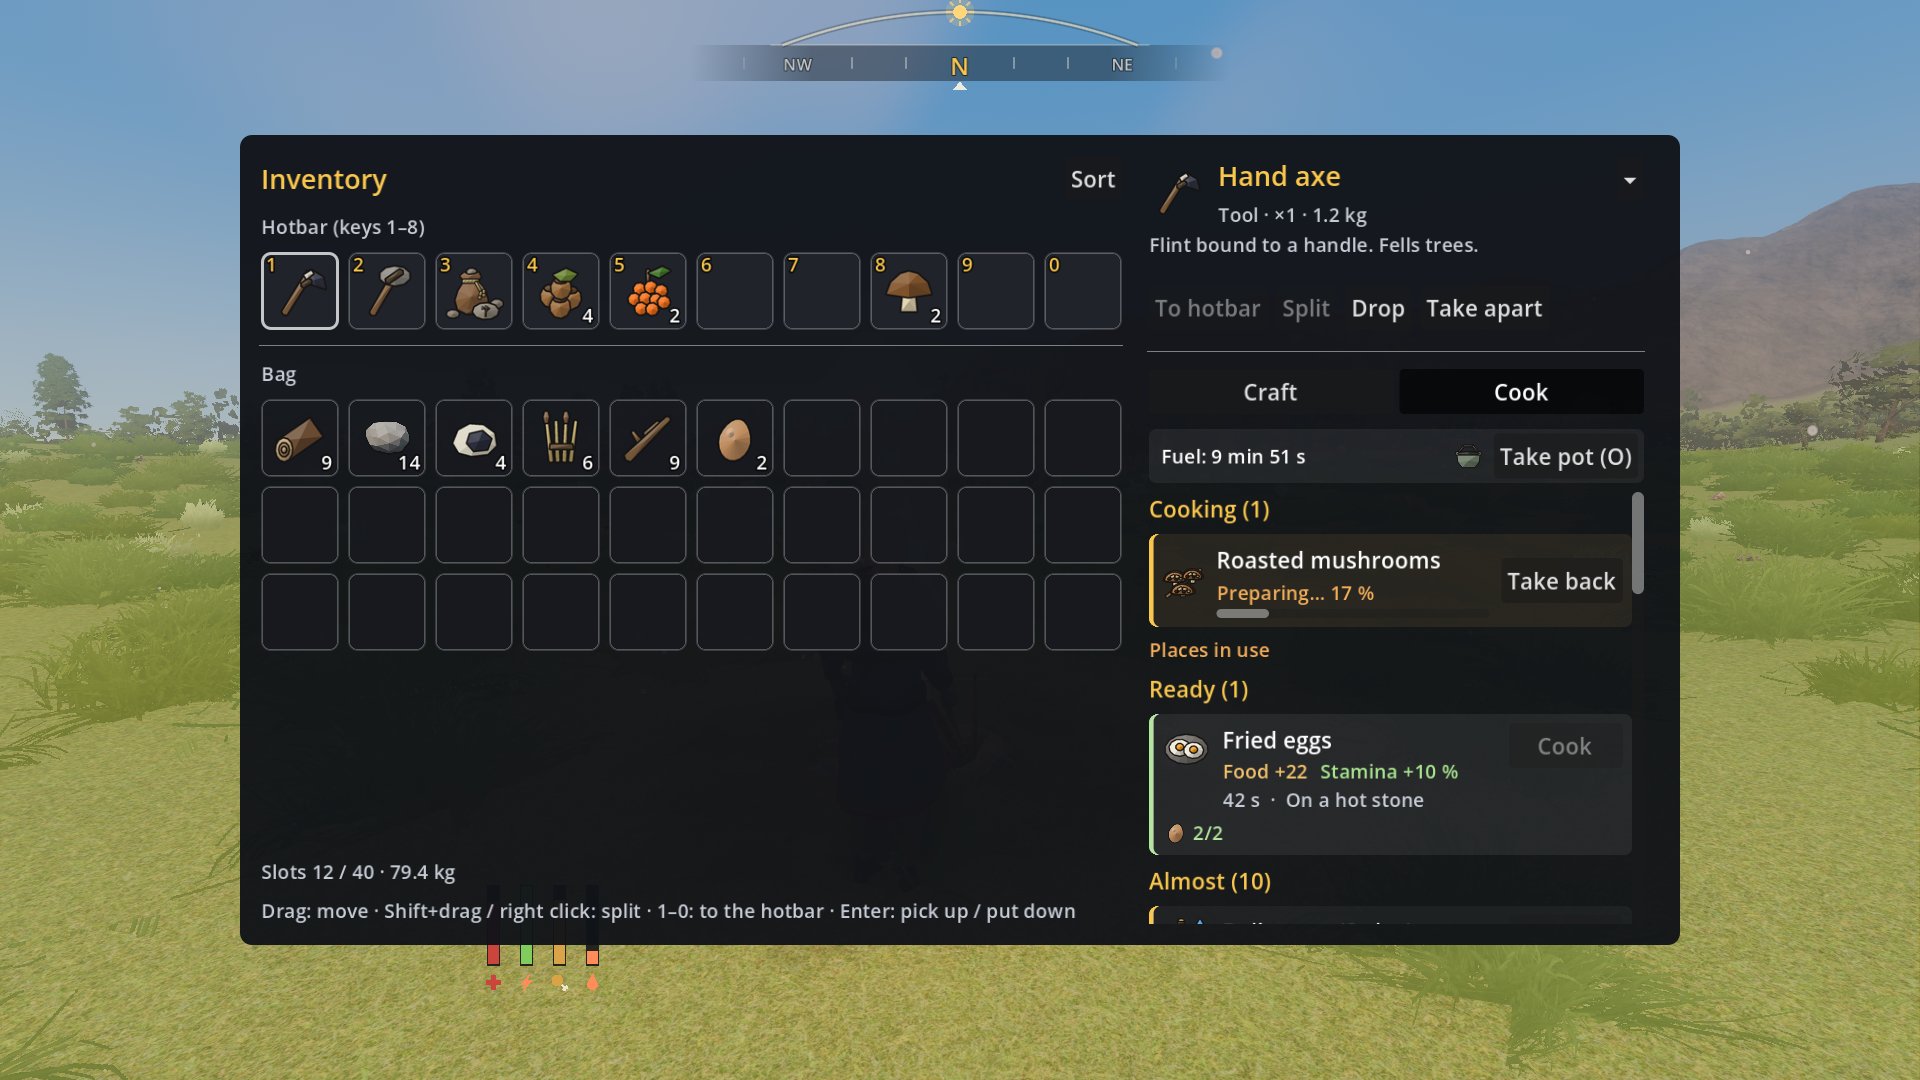 NW
N
NE
Inventory
Sort
Hotbar (keys 1–8)
1 2 3 4 5 6 7 8 9 0
4 2 2
Bag
9 14 4 6 9 2
Slots 12 / 40 · 79.4 kg
Drag: move · Shift+drag / right click: split · 1–0: to the hotbar · Enter: pick up / put down
Hand axe
Tool · ×1 · 1.2 kg
Flint bound to a handle. Fells trees.
To hotbar Split Drop Take apart
Craft Cook
Fuel: 9 min 51 s Take pot (O)
Cooking (1)
Roasted mushrooms
Preparing... 17 %
Take back
Places in use
Ready (1)
Fried eggs
Cook
Food +22 Stamina +10 %
42 s · On a hot stone
2/2
Almost (10)